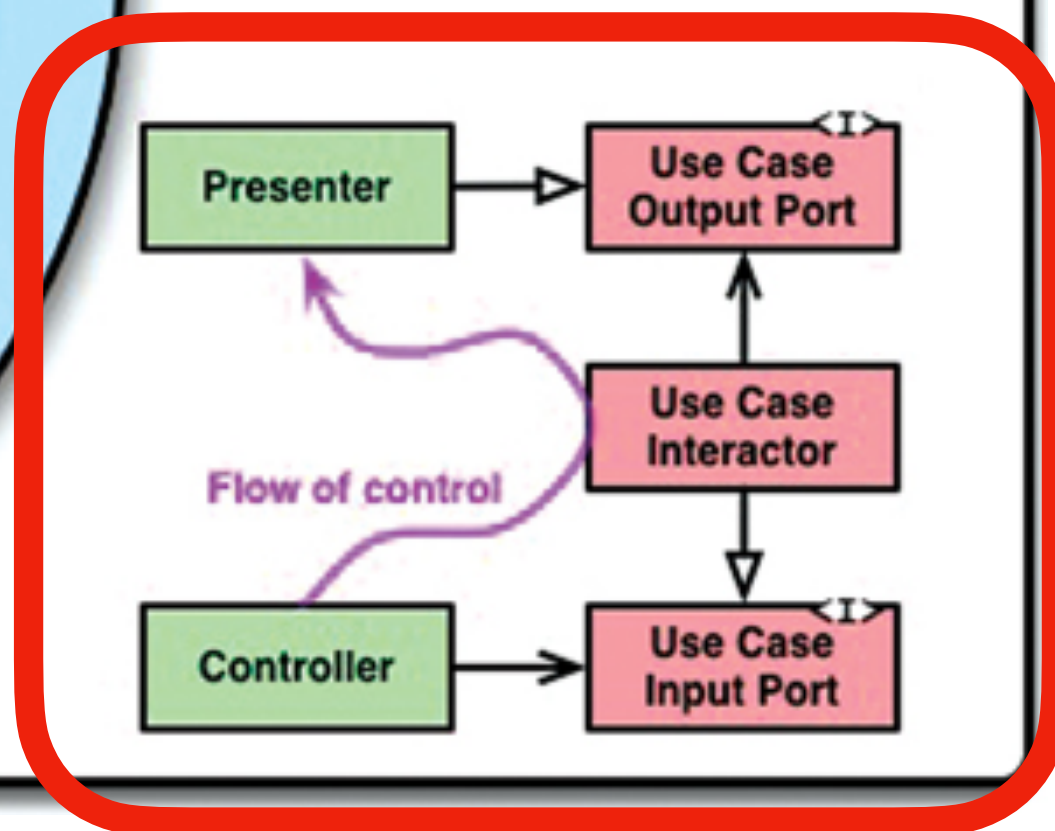 <I>
Presenter
Use Case
Output Port
Use Case
Interactor
Flow of control
<I>
Controller
Use Case
Input Port